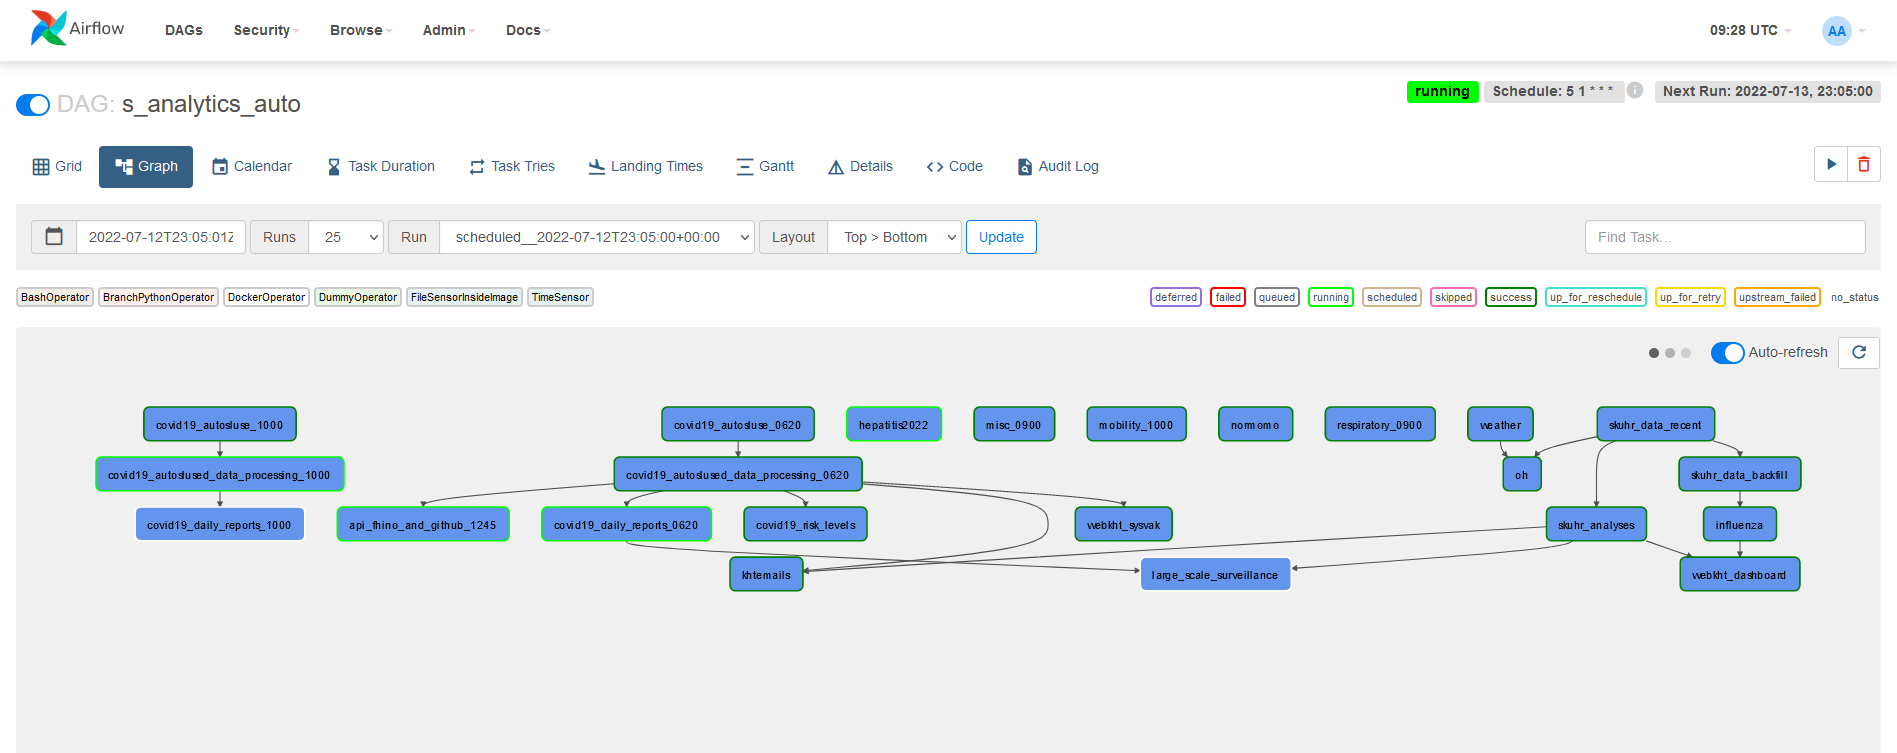 Airflow DAGs Security Browse Admin Docs 09:28 UTC AA
DAG: s_analytics_auto running Schedule: 5 1 * * * i Next Run: 2022-07-13, 23:05:00
Grid Graph Calendar Task Duration Task Tries Landing Times Gantt Details Code Audit Log
2022-07-12T23:05:01Z Runs 25 Run scheduled__2022-07-12T23:05:00+00:00 Layout Top > Bottom Update Find Task...
BashOperator BranchPythonOperator DockerOperator DummyOperator FileSensorInsideImage TimeSensor deferred failed queued running scheduled skipped success up_for_reschedule up_for_retry upstream_failed no_status
Auto-refresh
covid19_autosluse_1000 covid19_autosluse_0620 hepatitis2022 misc_0900 mobility_1000 normomo respiratory_0900 weather skuhr_data_recent
covid19_autoslused_data_processing_1000 covid19_autoslused_data_processing_0620 oh skuhr_data_backfill
covid19_daily_reports_1000 api_fhino_and_github_1245 covid19_daily_reports_0620 covid19_risk_levels webkht_sysvak skuhr_analyses influenza
khtemails large_scale_surveillance webkht_dashboard